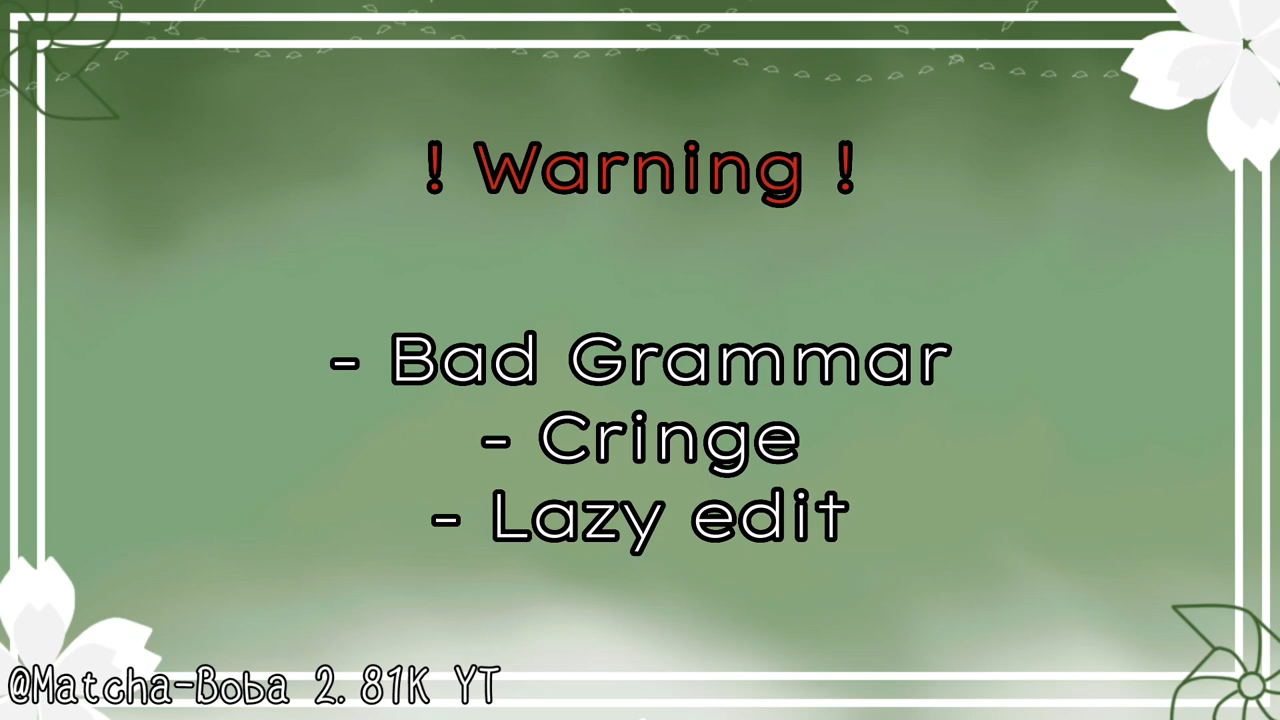 ! Warning !
- Bad Grammar
- Cringe
- Lazy edit
@Matcha-Boba 2.81K YT